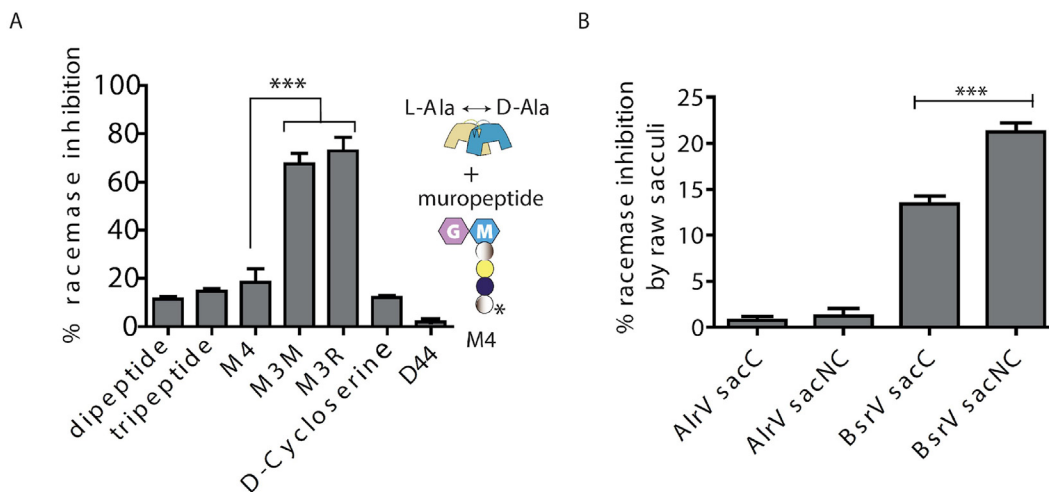 A
% racemase inhibition
100
80
60
40
20
0
***
dipeptide
tripeptide
M4
M3M
M3R
D-Cycloserine
D44
L-Ala ⟷ D-Ala
+
muropeptide
G M
*
M4
B
% racemase inhibition
by raw sacculi
25
20
15
10
5
0
***
AlrV sacC
AlrV sacNC
BsrV sacC
BsrV sacNC